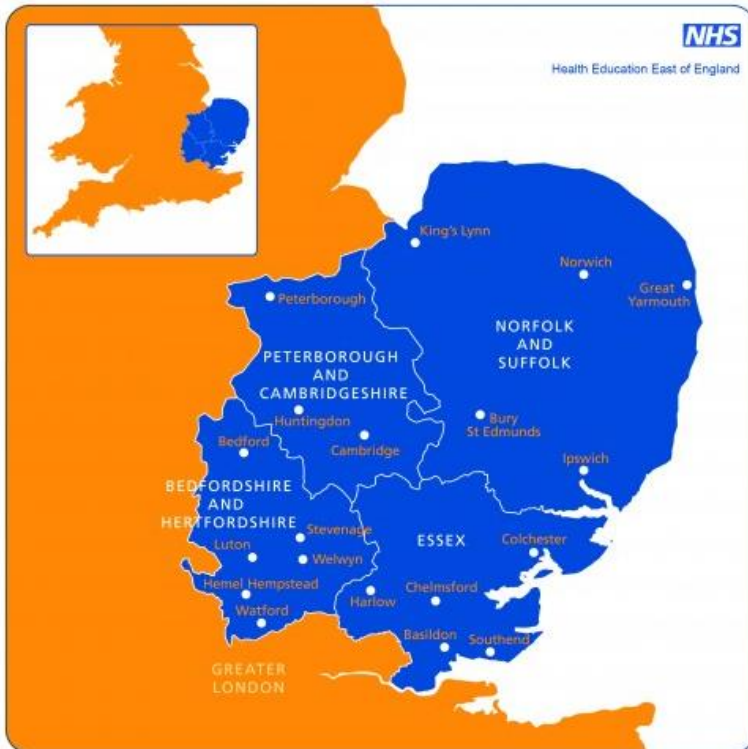 NHS
Health Education East of England
King's Lynn
Norwich
Great
Yarmouth
Peterborough
NORFOLK
AND
SUFFOLK
PETERBOROUGH
AND
CAMBRIDGESHIRE
Huntingdon
Bury
St Edmunds
Cambridge
Bedford
Ipswich
BEDFORDSHIRE
AND
HERTFORDSHIRE
Stevenage
ESSEX
Colchester
Luton
Welwyn
Hemel Hempstead
Harlow
Chelmsford
Watford
Basildon
Southend
GREATER
LONDON